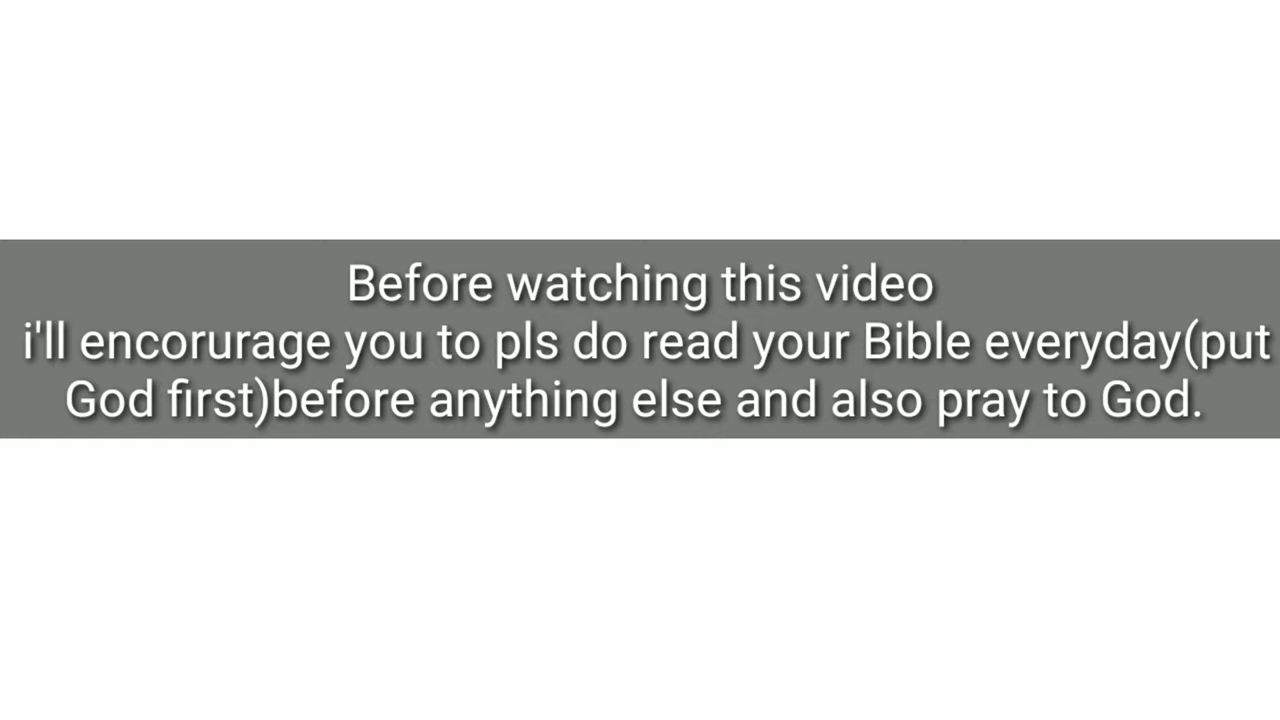 Before watching this video
i'll encorurage you to pls do read your Bible everyday(put
God first)before anything else and also pray to God.